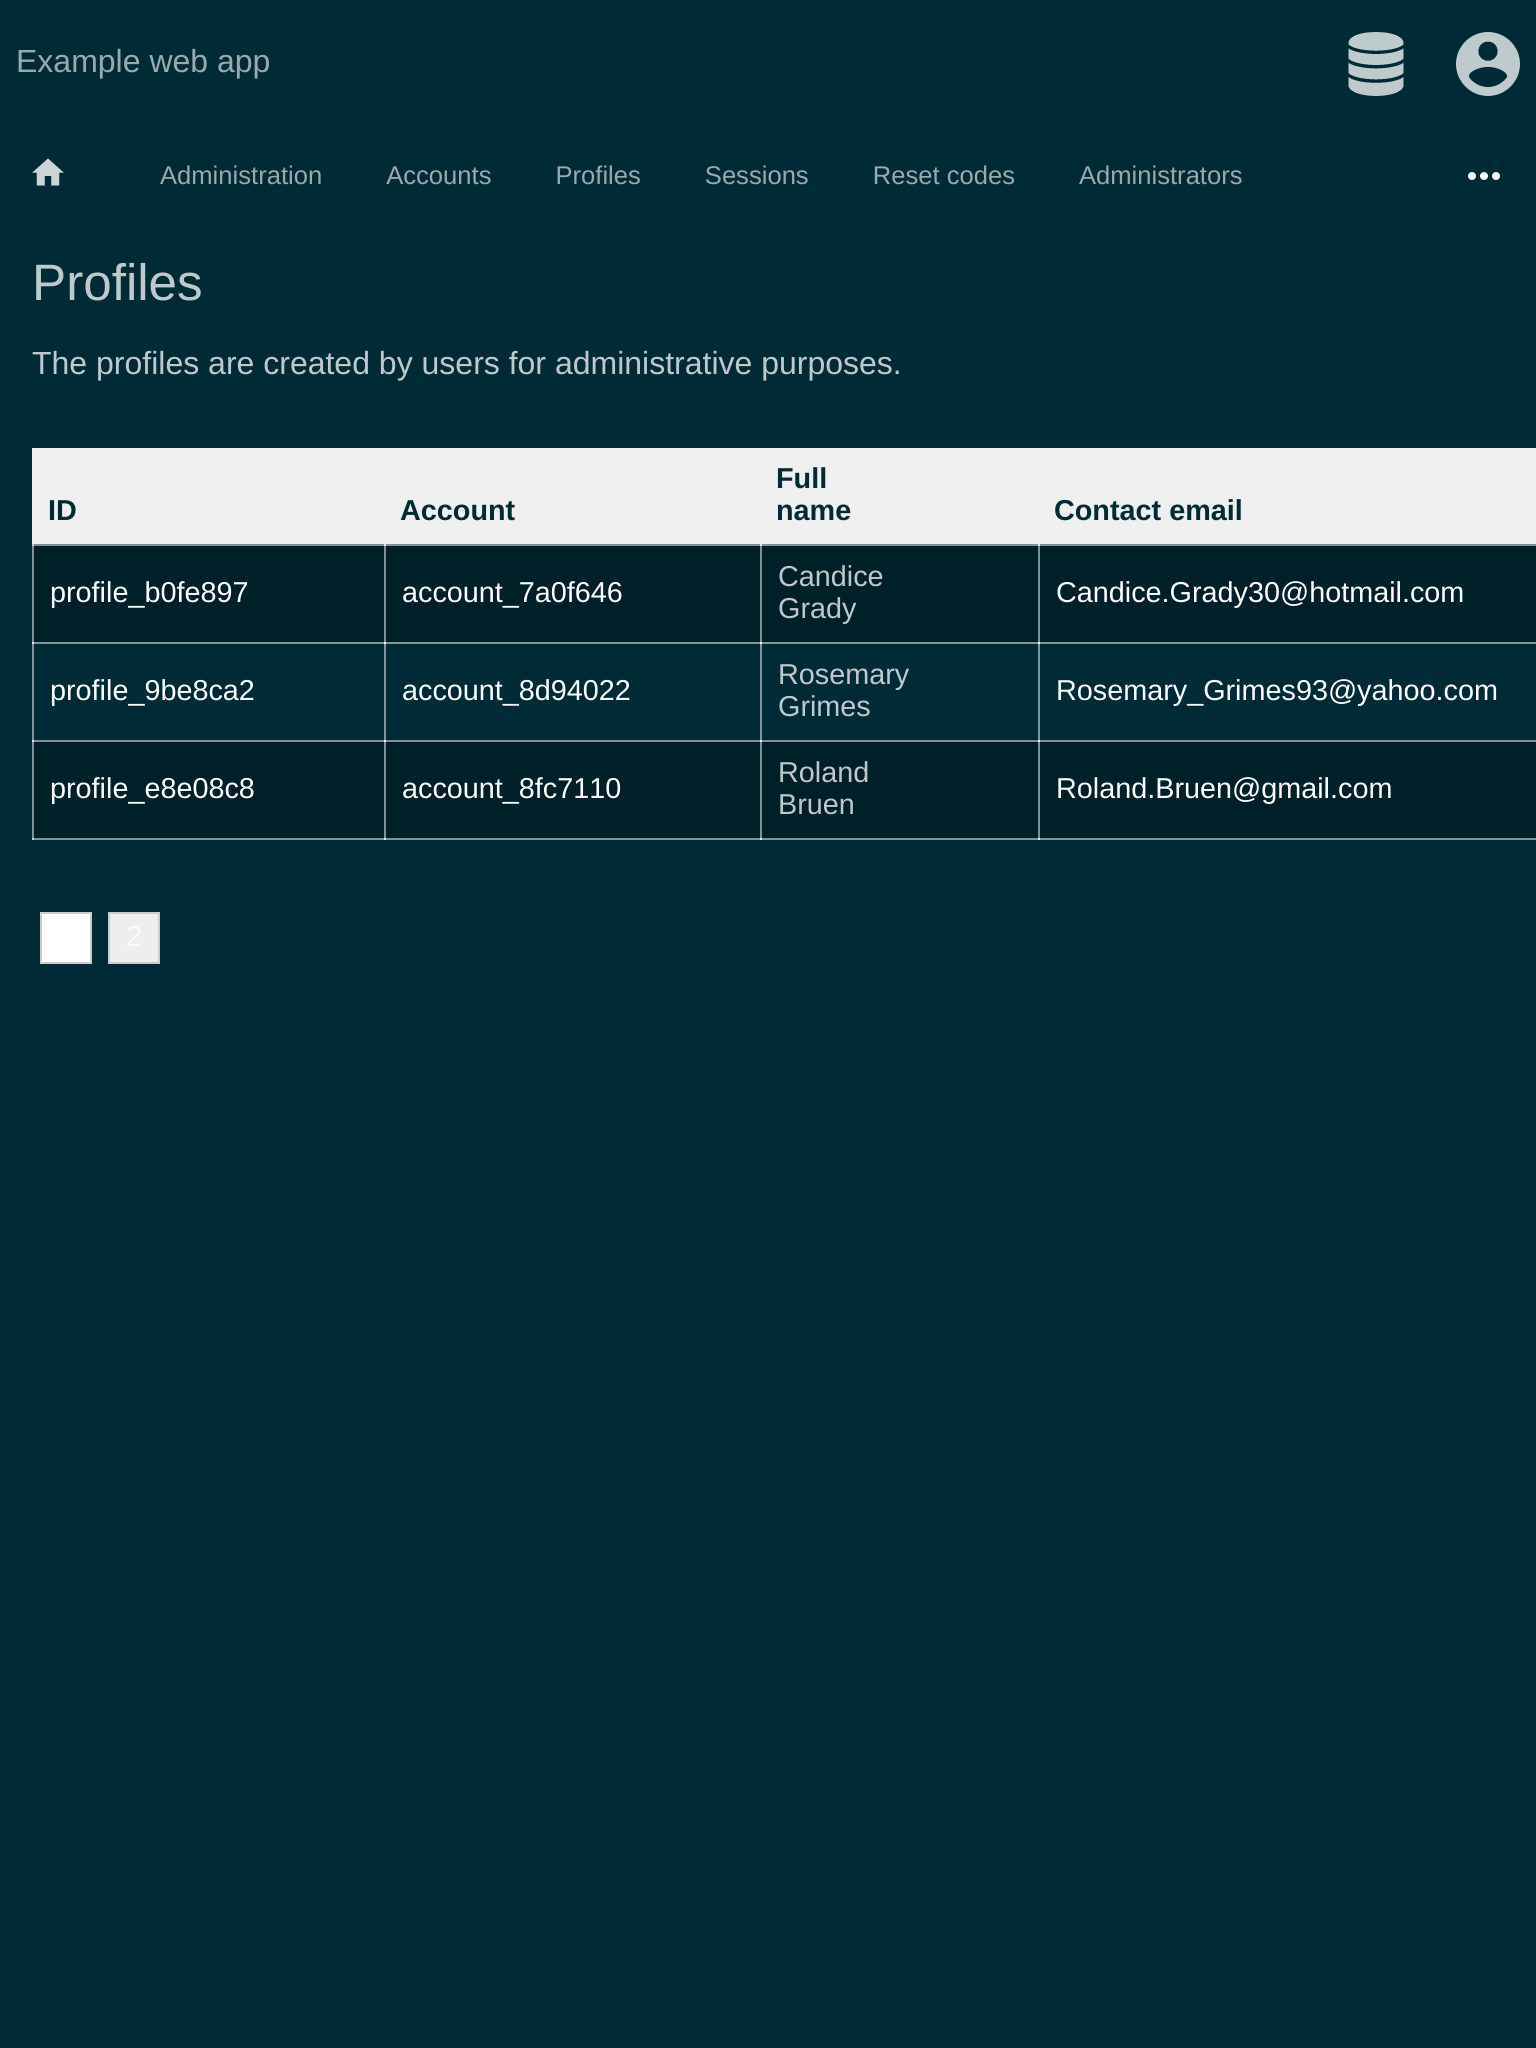 Example web app
Administration Accounts Profiles Sessions Reset codes Administrators
Profiles
The profiles are created by users for administrative purposes.
ID Account Full name Contact email
profile_b0fe897 account_7a0f646 Candice Grady Candice.Grady30@hotmail.com
profile_9be8ca2 account_8d94022 Rosemary Grimes Rosemary_Grimes93@yahoo.com
profile_e8e08c8 account_8fc7110 Roland Bruen Roland.Bruen@gmail.com
2